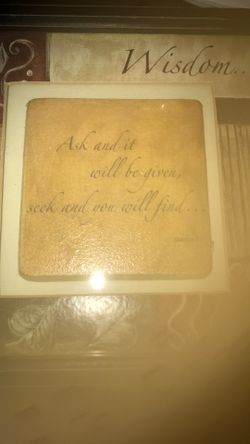 Wisdom...
Ask and it
will be given,
seek and you will find...